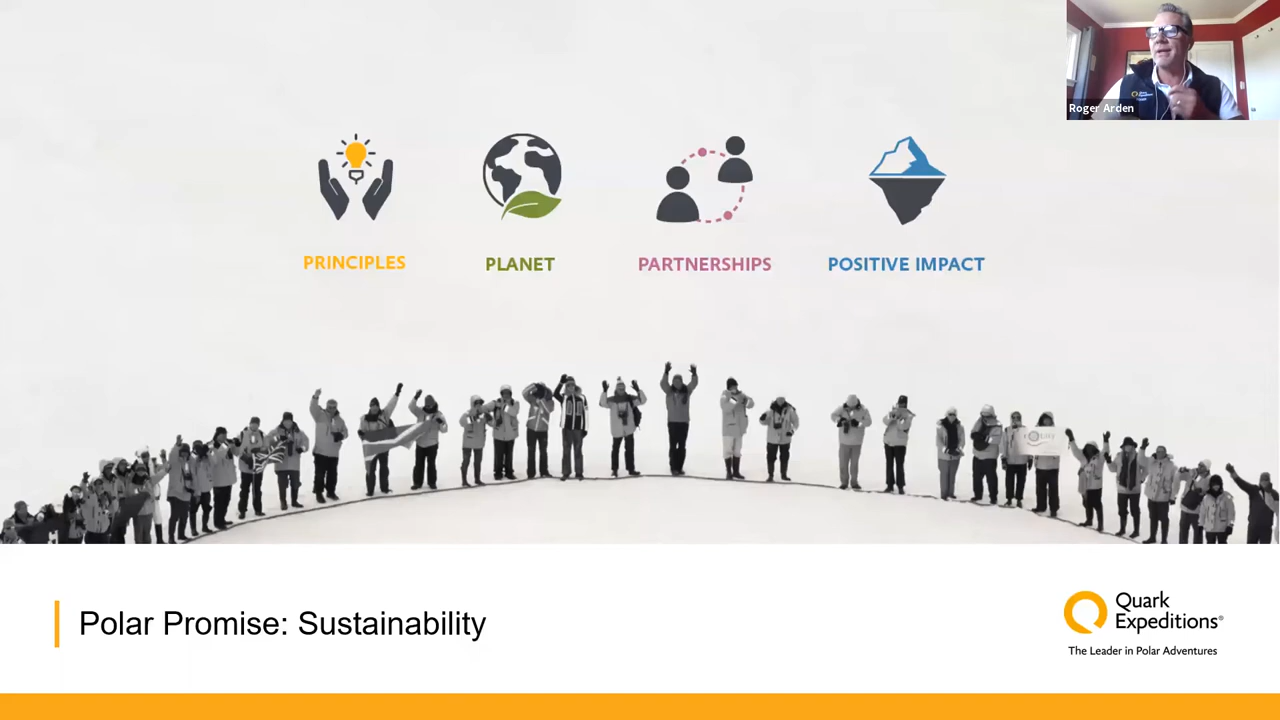 Roger Arden
PRINCIPLES
PLANET
PARTNERSHIPS
POSITIVE IMPACT
Polar Promise: Sustainability
Quark
Expeditions®
The Leader in Polar Adventures